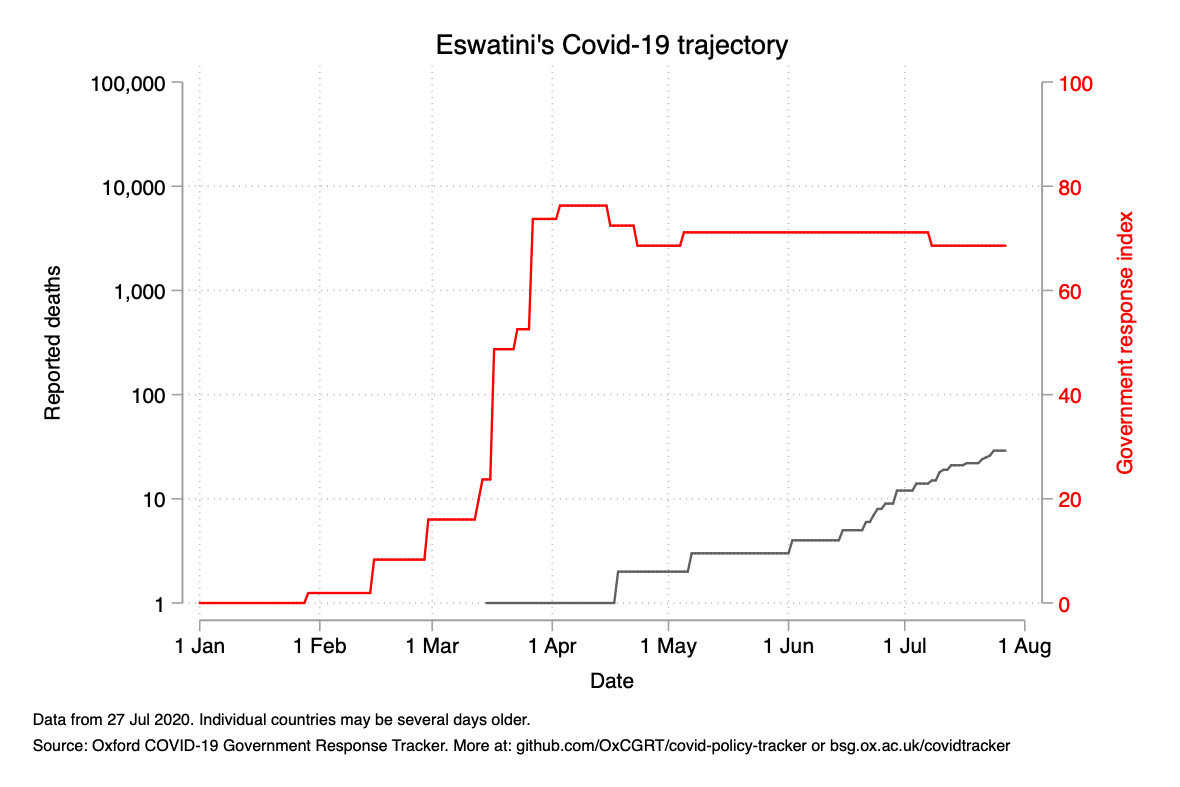 Eswatini's Covid-19 trajectory
100,000
10,000
1,000
100
10
1
Reported deaths
100
80
60
40
20
0
Government response index
1 Jan
1 Feb
1 Mar
1 Apr
1 May
1 Jun
1 Jul
1 Aug
Date
Data from 27 Jul 2020. Individual countries may be several days older.
Source: Oxford COVID-19 Government Response Tracker. More at: github.com/OxCGRT/covid-policy-tracker or bsg.ox.ac.uk/covidtracker